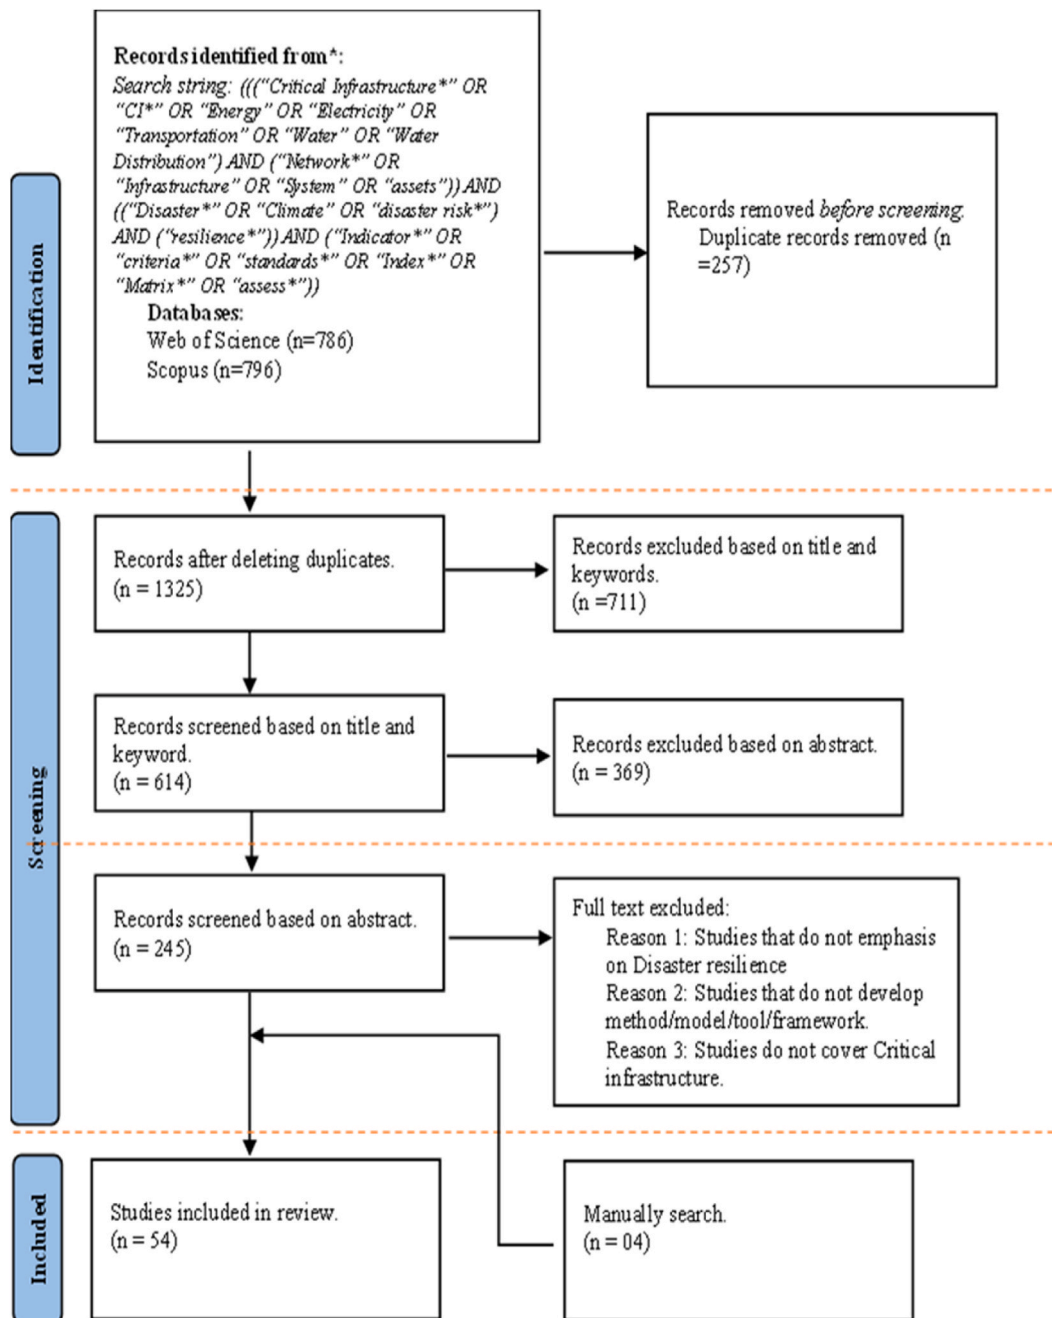 Identification
Records identified from*:
Search string: ((("Critical Infrastructure*" OR
"CI*" OR "Energy" OR "Electricity" OR
"Transportation" OR "Water" OR "Water
Distribution") AND ("Network*" OR
"Infrastructure" OR "System" OR "assets")) AND
(("Disaster*" OR "Climate" OR "disaster risk*")
AND ("resilience*")) AND ("Indicator*" OR
"criteria*" OR "standards*" OR "Index*" OR
"Matrix*" OR "assess*"))
Databases:
Web of Science (n=786)
Scopus (n=796)
Records removed before screening.
Duplicate records removed (n
=257)
Screening
Records after deleting duplicates.
(n = 1325)
Records excluded based on title and
keywords.
(n =711)
Records screened based on title and
keyword.
(n = 614)
Records excluded based on abstract.
(n = 369)
Records screened based on abstract.
(n = 245)
Full text excluded:
Reason 1: Studies that do not emphasis
on Disaster resilience
Reason 2: Studies that do not develop
method/model/tool/framework.
Reason 3: Studies do not cover Critical
infrastructure.
Included
Studies included in review.
(n = 54)
Manually search.
(n = 04)